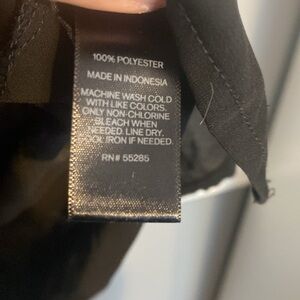 100% POLYESTER
MADE IN INDONESIA
MACHINE WASH COLD
WITH LIKE COLORS.
ONLY NON-CHLORINE
BLEACH WHEN
NEEDED. LINE DRY.
COOL IRON IF NEEDED.
RN# 55285